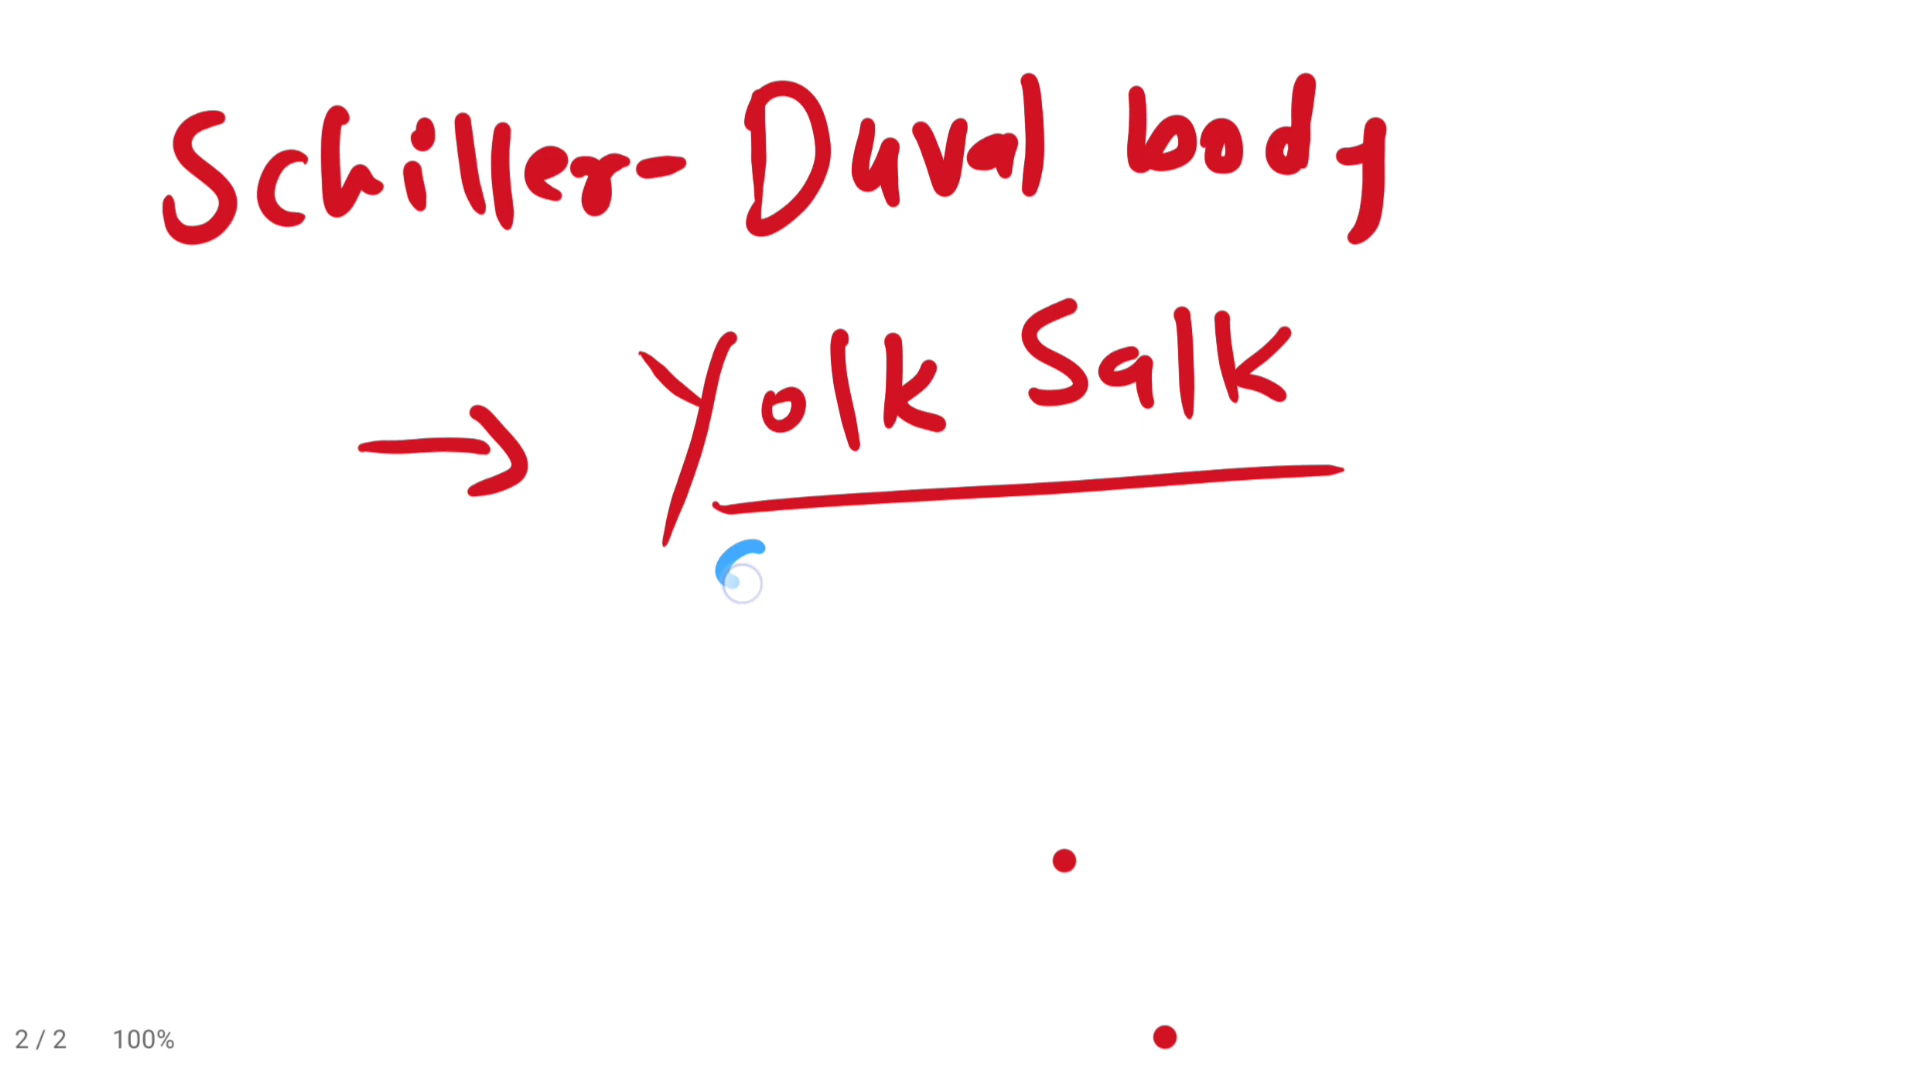 Schiller-Duval body
→ Yolk Salk
2 / 2 100%